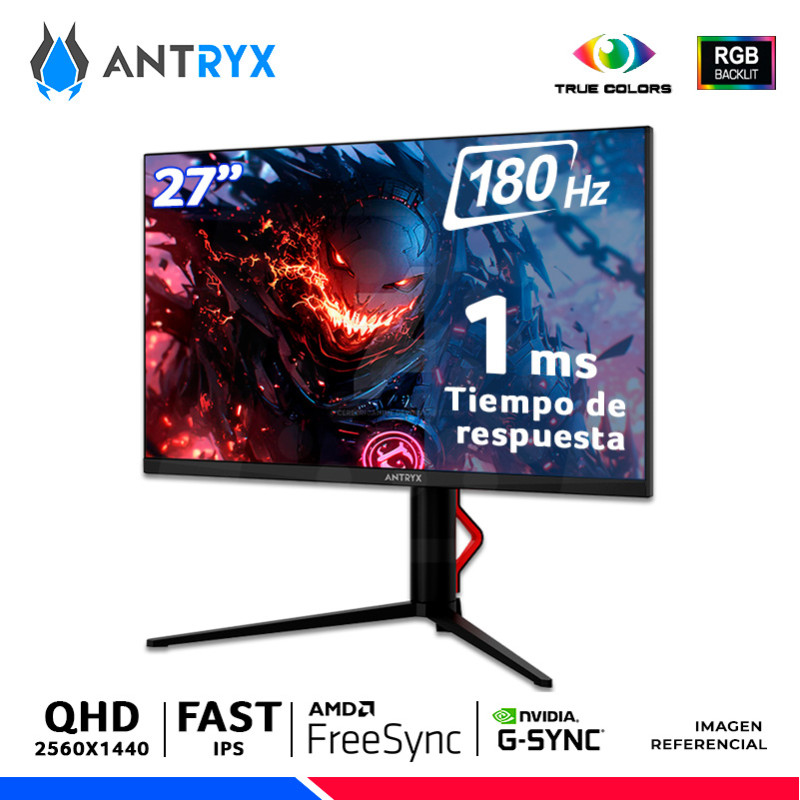 ANTRYX
TRUE COLORS
RGB
BACKLIT
27”
180 Hz
1 ms
Tiempo de
respuesta
ANTRYX
QHD
2560X1440
FAST
IPS
AMD
FreeSync
NVIDIA.
G-SYNC
IMAGEN
REFERENCIAL